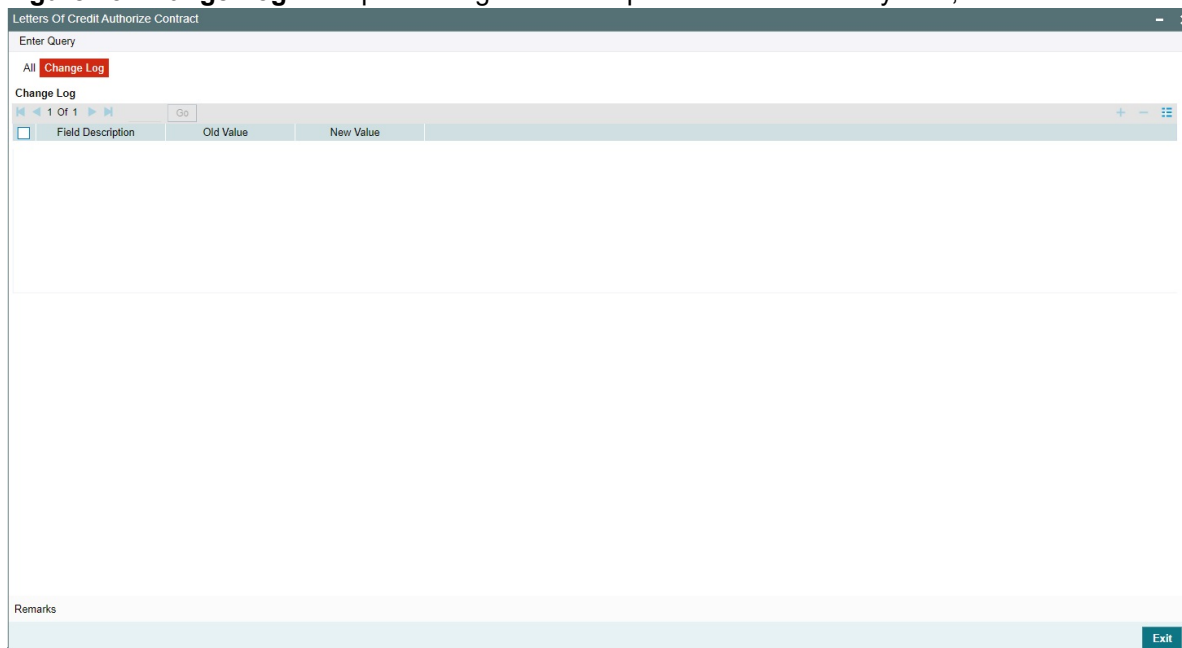 Letters Of Credit Authorize Contract
Enter Query
All Change Log
Change Log
1 Of 1 Go
Field Description Old Value New Value
Remarks
Exit